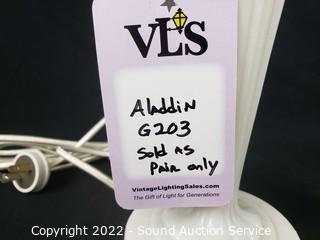 VLS
Aladdin
G203
Sold as
Pair only
VintageLightingSales.com
The Gift of Light for Generations
Copyright 2022 - Sound Auction Service